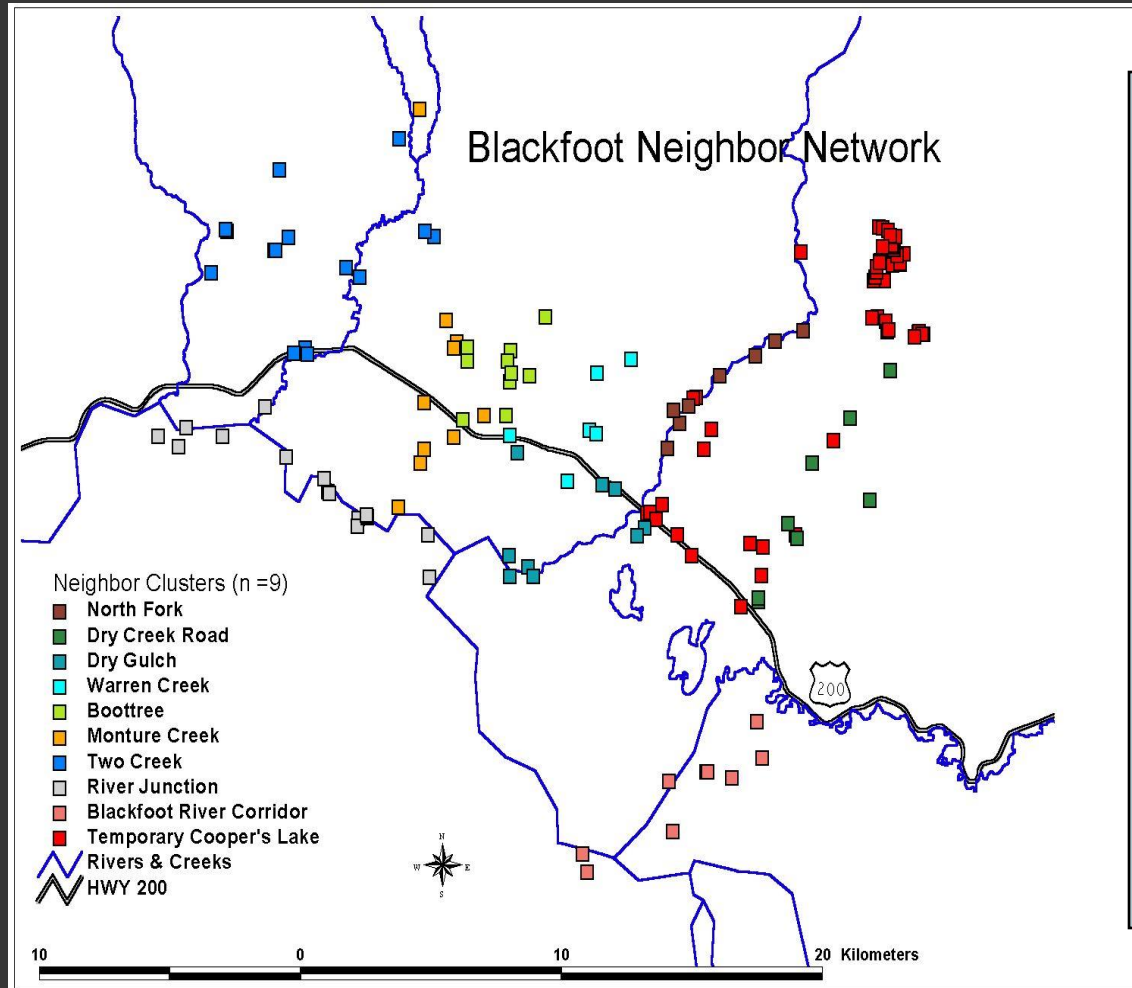 Blackfoot Neighbor Network
200
Neighbor Clusters (n =9)
North Fork
Dry Creek Road
Dry Gulch
Warren Creek
Boottree
Monture Creek
Two Creek
River Junction
Blackfoot River Corridor
Temporary Cooper's Lake
Rivers & Creeks
HWY 200
N
W E
S
10 0 10 20 Kilometers